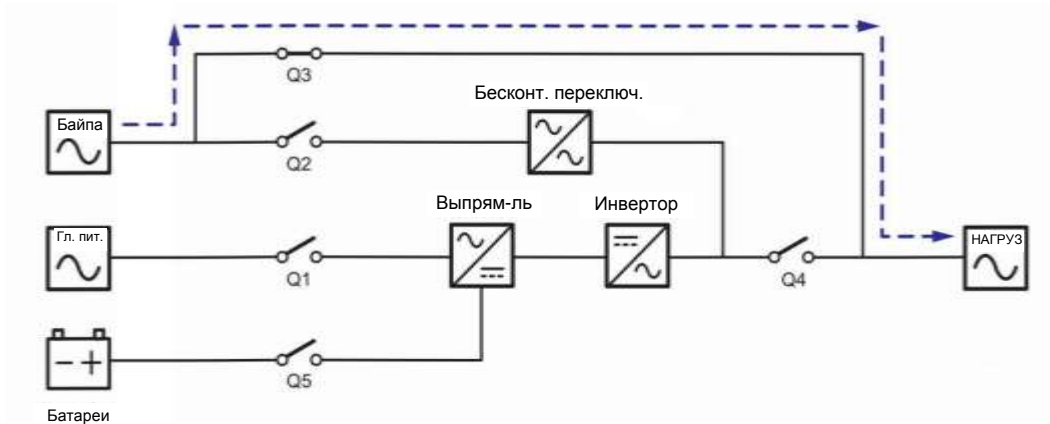 Q3
Бесконт. переключ.
Байпа
Q2
Выпрям-ль
Инвертор
Гл. пит.
НАГРУЗ
Q1
Q4
Q5
Батареи